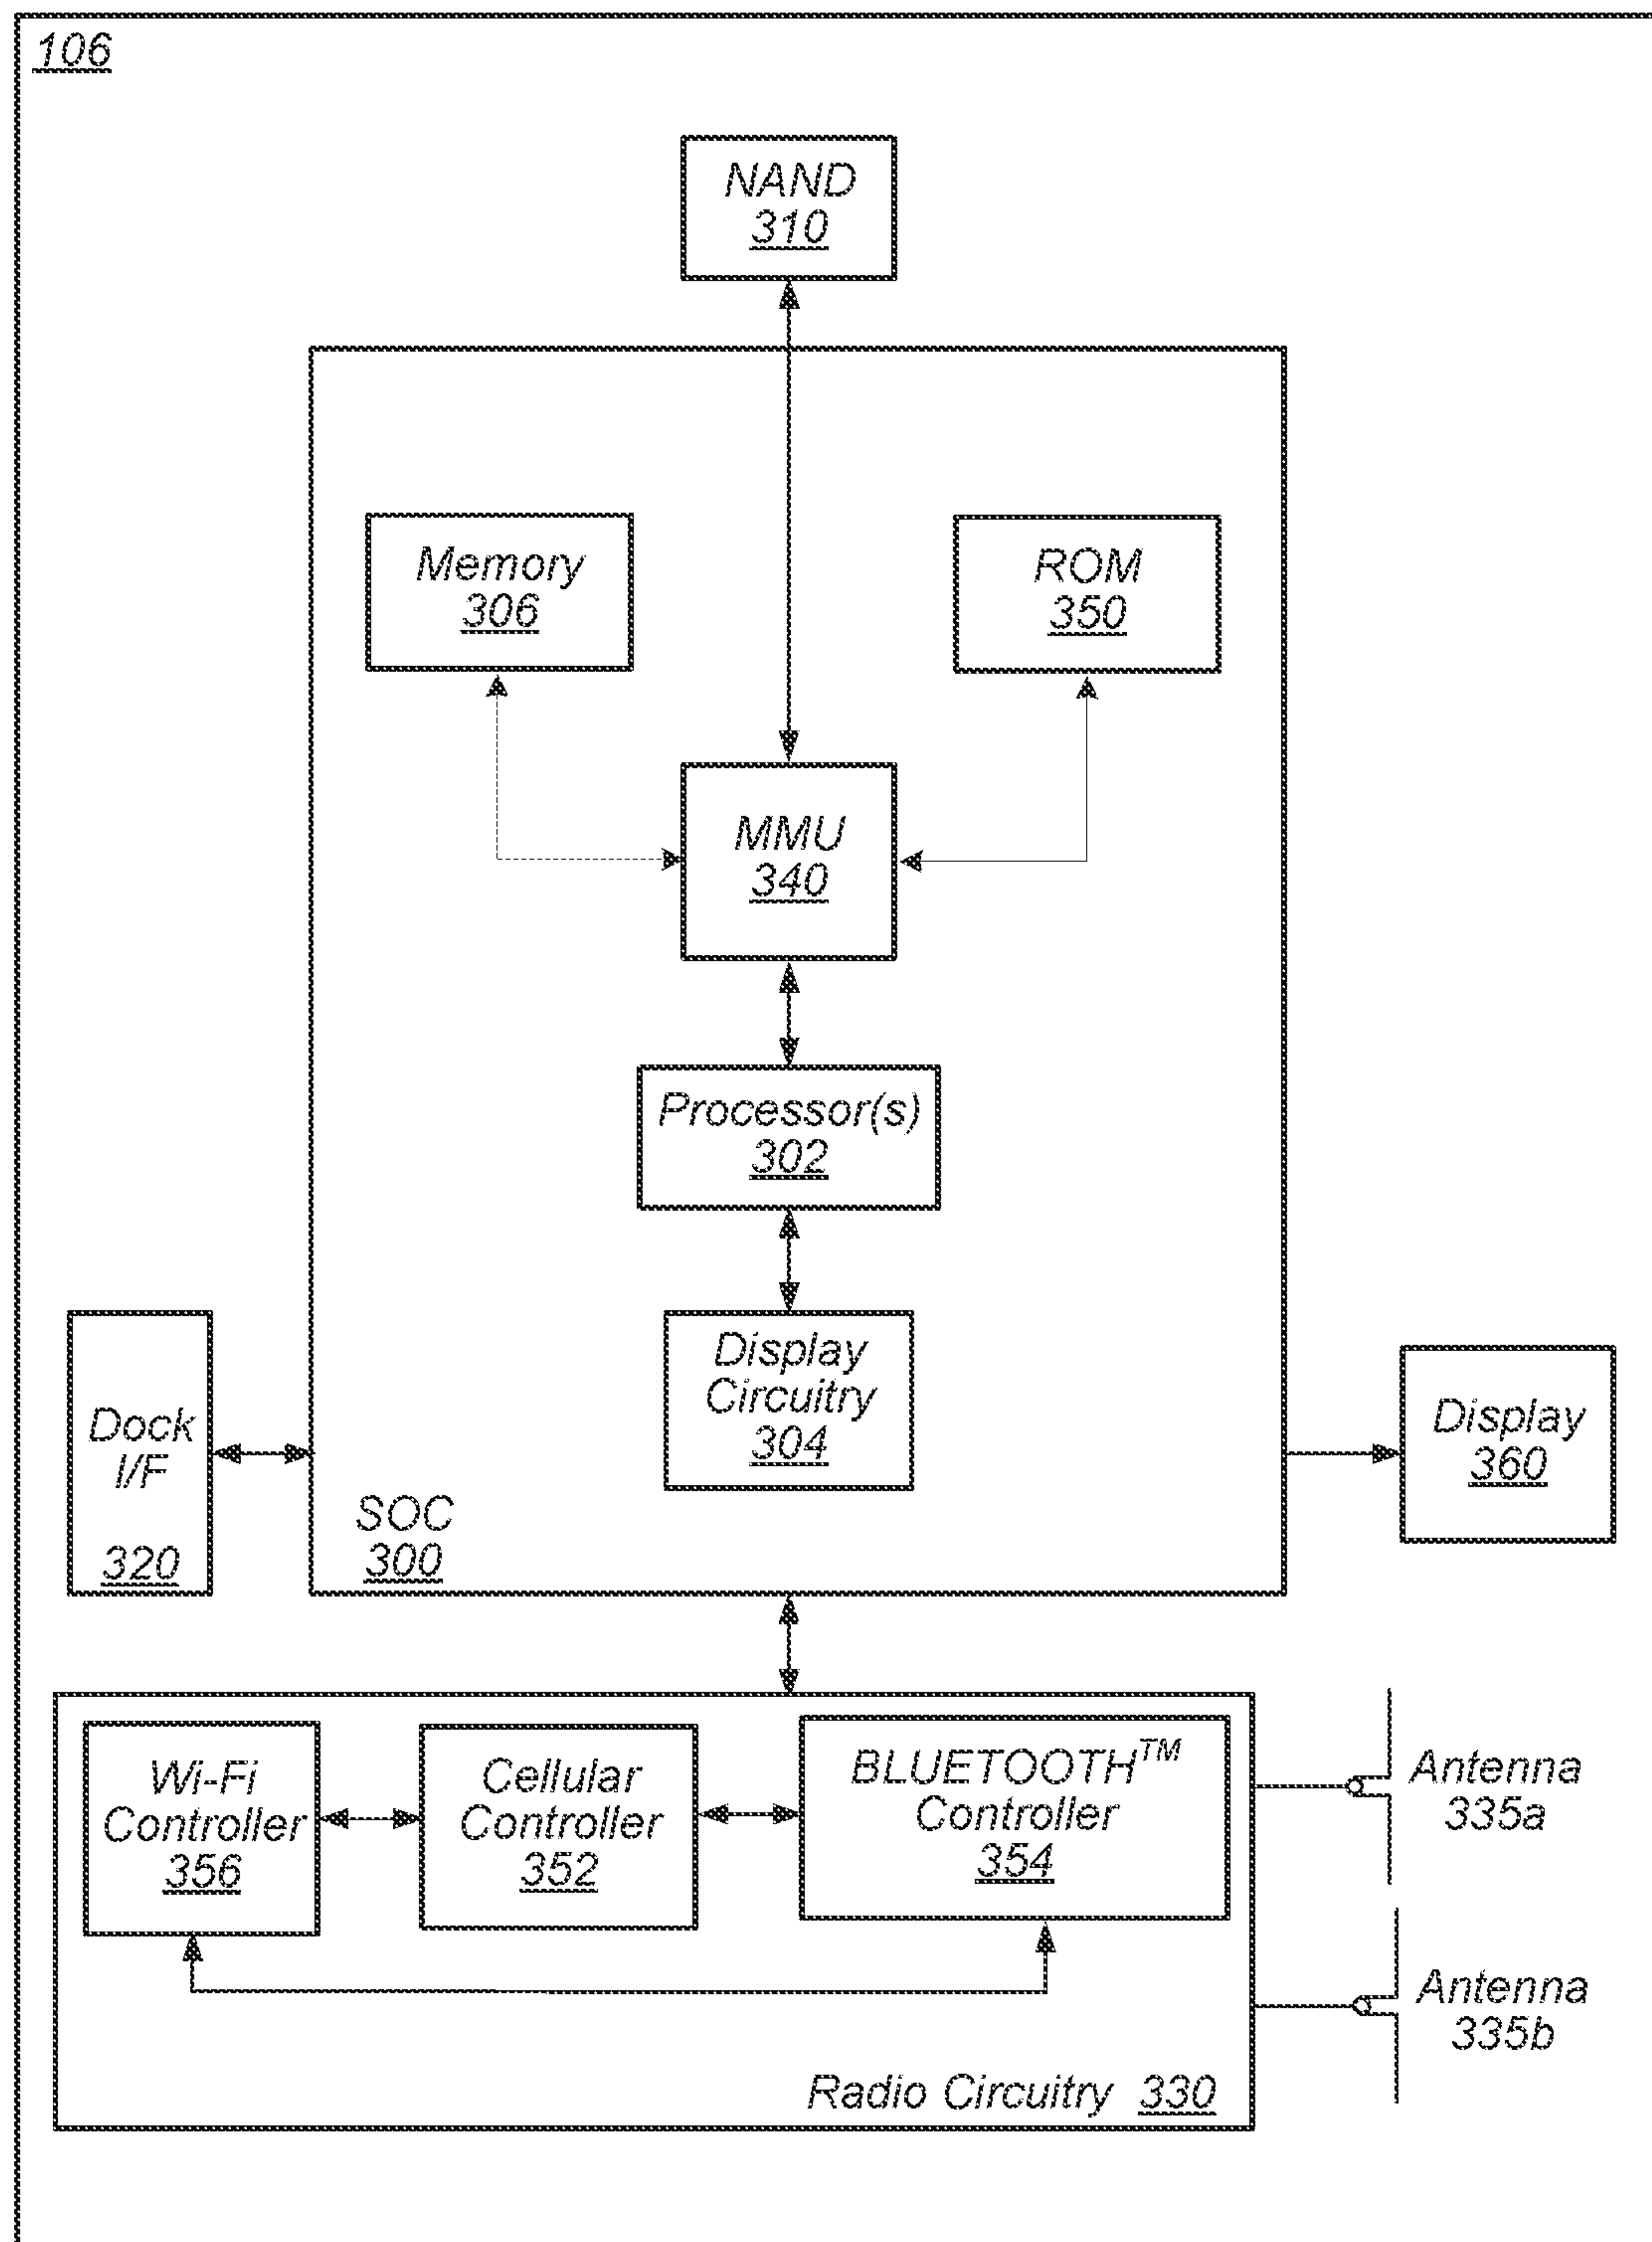 106
NAND
310
Memory
306
ROM
350
MMU
340
Processor(s)
302
Display
Circuitry
304
Dock
I/F
320
SOC
300
Display
360
Wi-Fi
Controller
356
Cellular
Controller
352
BLUETOOTH™
Controller
354
Antenna
335a
Antenna
335b
Radio Circuitry 330